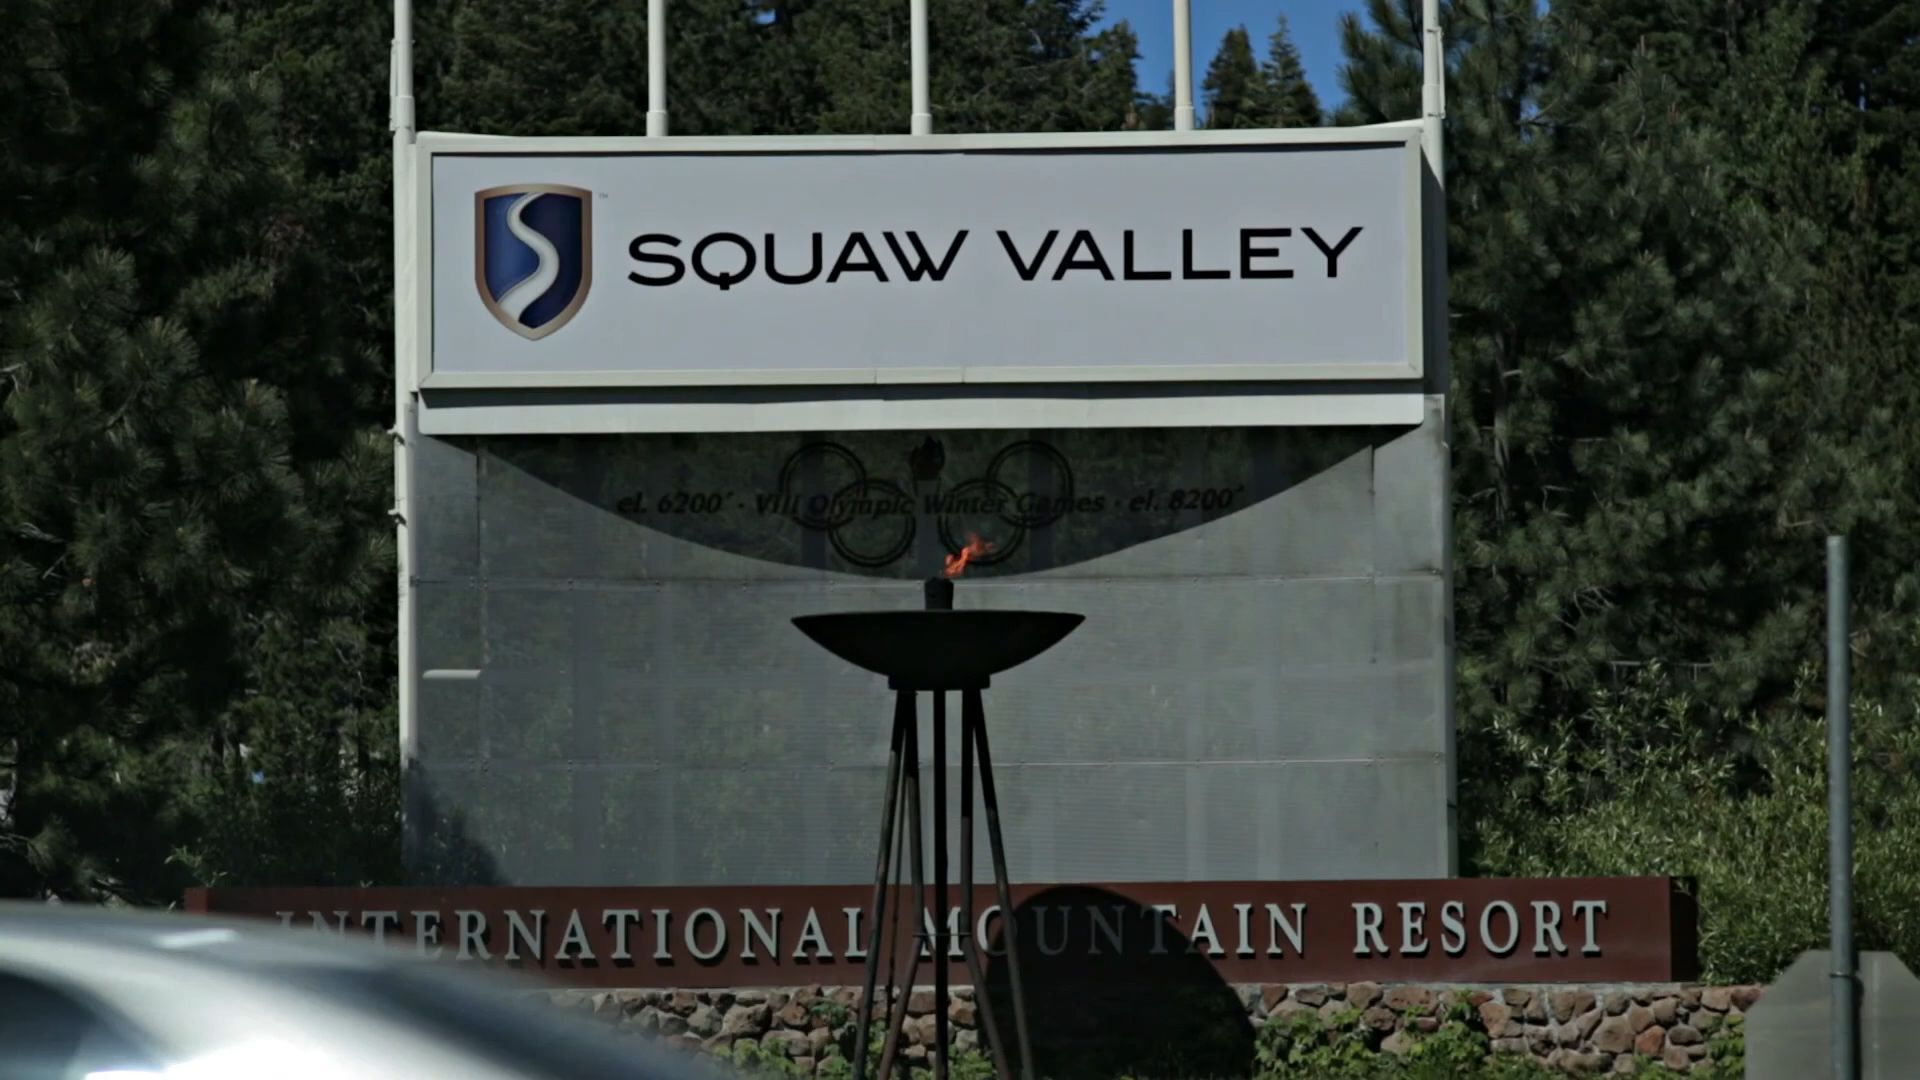 SQUAW VALLEY
el. 6200´ · VIII Olympic Winter Games · el. 8200´
INTERNATIONAL MOUNTAIN RESORT